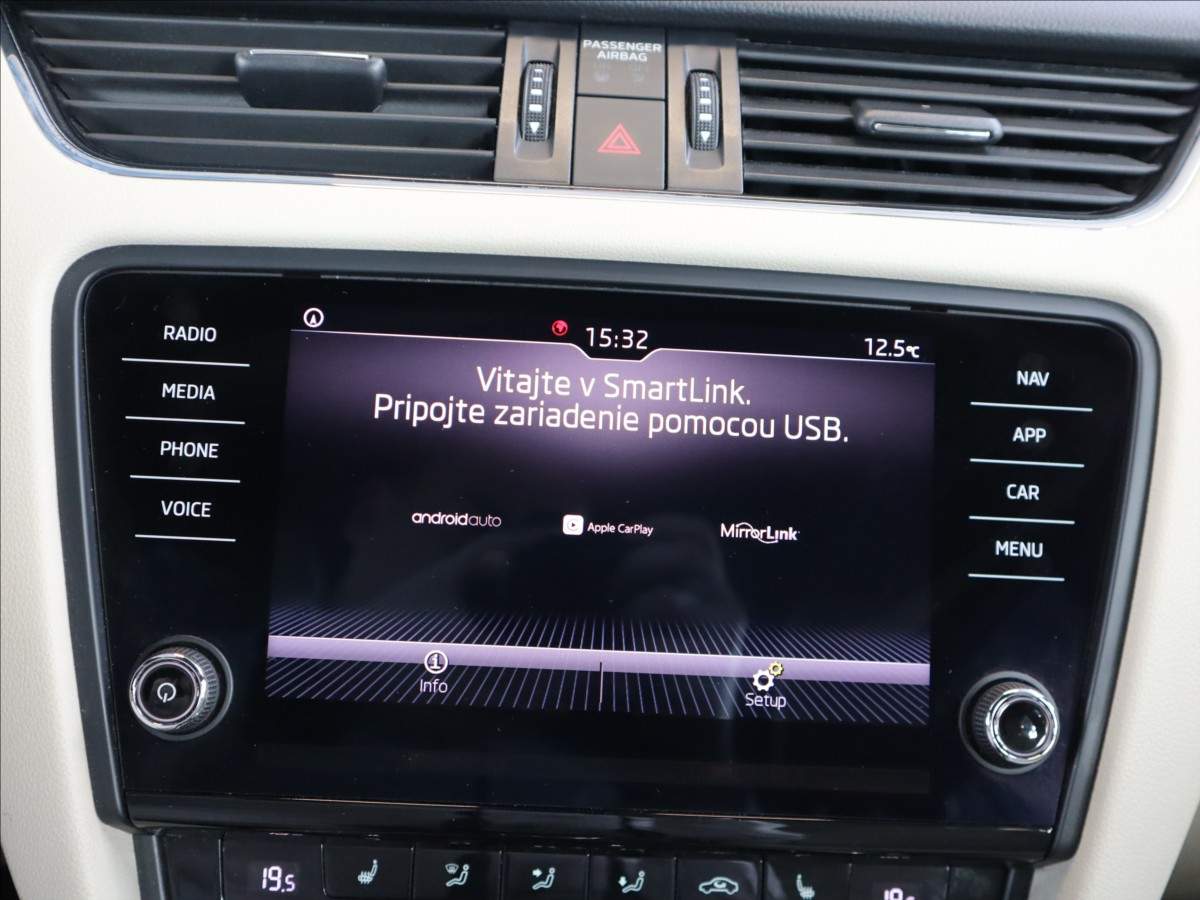 PASSENGER
AIRBAG
15:32
12.5°C
Vitajte v SmartLink.
Pripojte zariadenie pomocou USB.
RADIO
MEDIA
PHONE
VOICE
NAV
APP
CAR
MENU
androidauto
Apple CarPlay
MirrorLink
Info
Setup
19.5